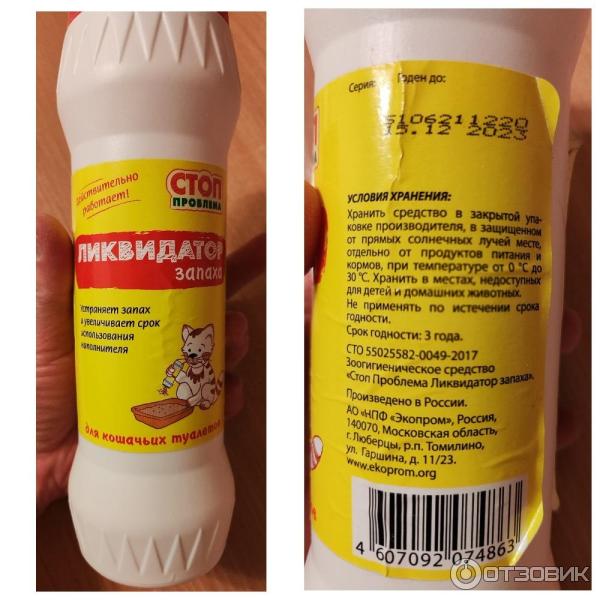 Действительно
работает!
СТОП
ПРОБЛЕМА
ЛИКВИДАТОР
запаха
Устраняет запах
и увеличивает срок
использования
наполнителя
для кошачьих туалетов
Серия: Годен до:
5106211220
15.12 2023
УСЛОВИЯ ХРАНЕНИЯ:
Хранить средство в закрытой упа-
ковке производителя, в защищенном
от прямых солнечных лучей месте,
отдельно от продуктов питания и
кормов, при температуре от 0 °С до
30 °С. Хранить в местах, недоступных
для детей и домашних животных.
Не применять по истечении срока
годности.
Срок годности: 3 года.
СТО 55025582-0049-2017
Зоогигиеническое средство
«Стоп Проблема Ликвидатор запаха».
Произведено в России.
АО «НПФ «Экопром», Россия,
140070, Московская область,
г. Люберцы, р.п. Томилино,
ул. Гаршина, д. 11/23.
www.ekoprom.org
4 607092 074863
ОТЗОВИК